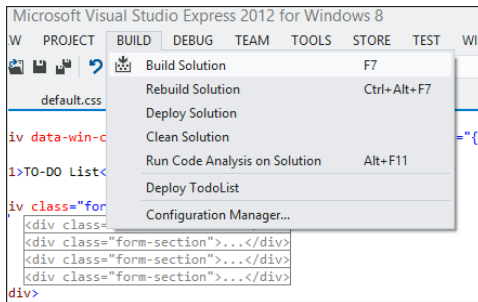 Microsoft Visual Studio Express 2012 for Windows 8
W PROJECT BUILD DEBUG TEAM TOOLS STORE TEST WI
Build Solution F7
Rebuild Solution Ctrl+Alt+F7
default.css
Deploy Solution
iv data-win-c ="{
Clean Solution
1>TO-DO List<
Run Code Analysis on Solution Alt+F11
Deploy TodoList
iv class="for
Configuration Manager...
<div class=
<div class="form-section">...</div>
<div class="form-section">...</div>
<div class="form-section">...</div>
div>